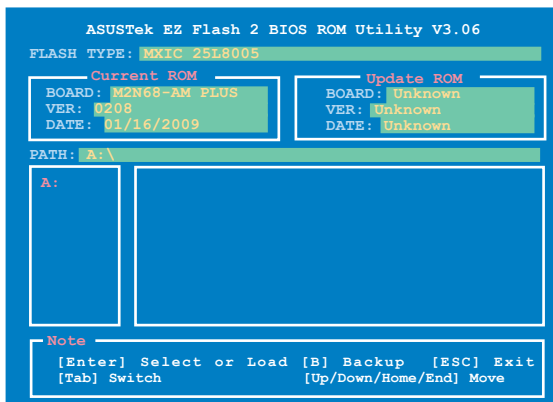 ASUSTek EZ Flash 2 BIOS ROM Utility V3.06
FLASH TYPE: MXIC 25L8005
Current ROM
BOARD: M2N68-AM PLUS
VER: 0208
DATE: 01/16/2009
Update ROM
BOARD: Unknown
VER: Unknown
DATE: Unknown
PATH: A:\
A:
Note
[Enter] Select or Load [B] Backup [ESC] Exit
[Tab] Switch [Up/Down/Home/End] Move